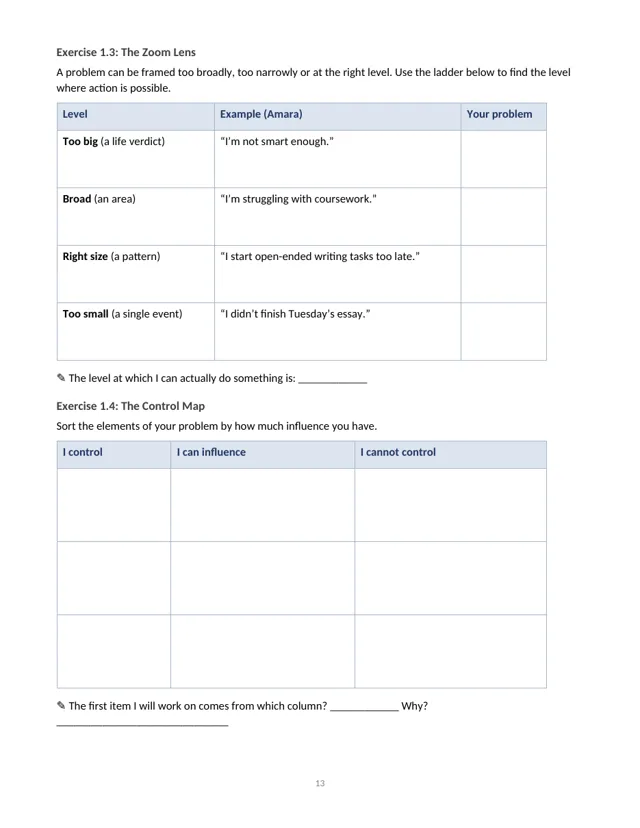 Exercise 1.3: The Zoom Lens
A problem can be framed too broadly, too narrowly or at the right level. Use the ladder below to find the level
where action is possible.
Level Example (Amara) Your problem
Too big (a life verdict) “I’m not smart enough.”
Broad (an area) “I’m struggling with coursework.”
Right size (a pattern) “I start open-ended writing tasks too late.”
Too small (a single event) “I didn’t finish Tuesday’s essay.”
✎ The level at which I can actually do something is: ____________
Exercise 1.4: The Control Map
Sort the elements of your problem by how much influence you have.
I control I can influence I cannot control
✎ The first item I will work on comes from which column? ____________ Why?
______________________________
13